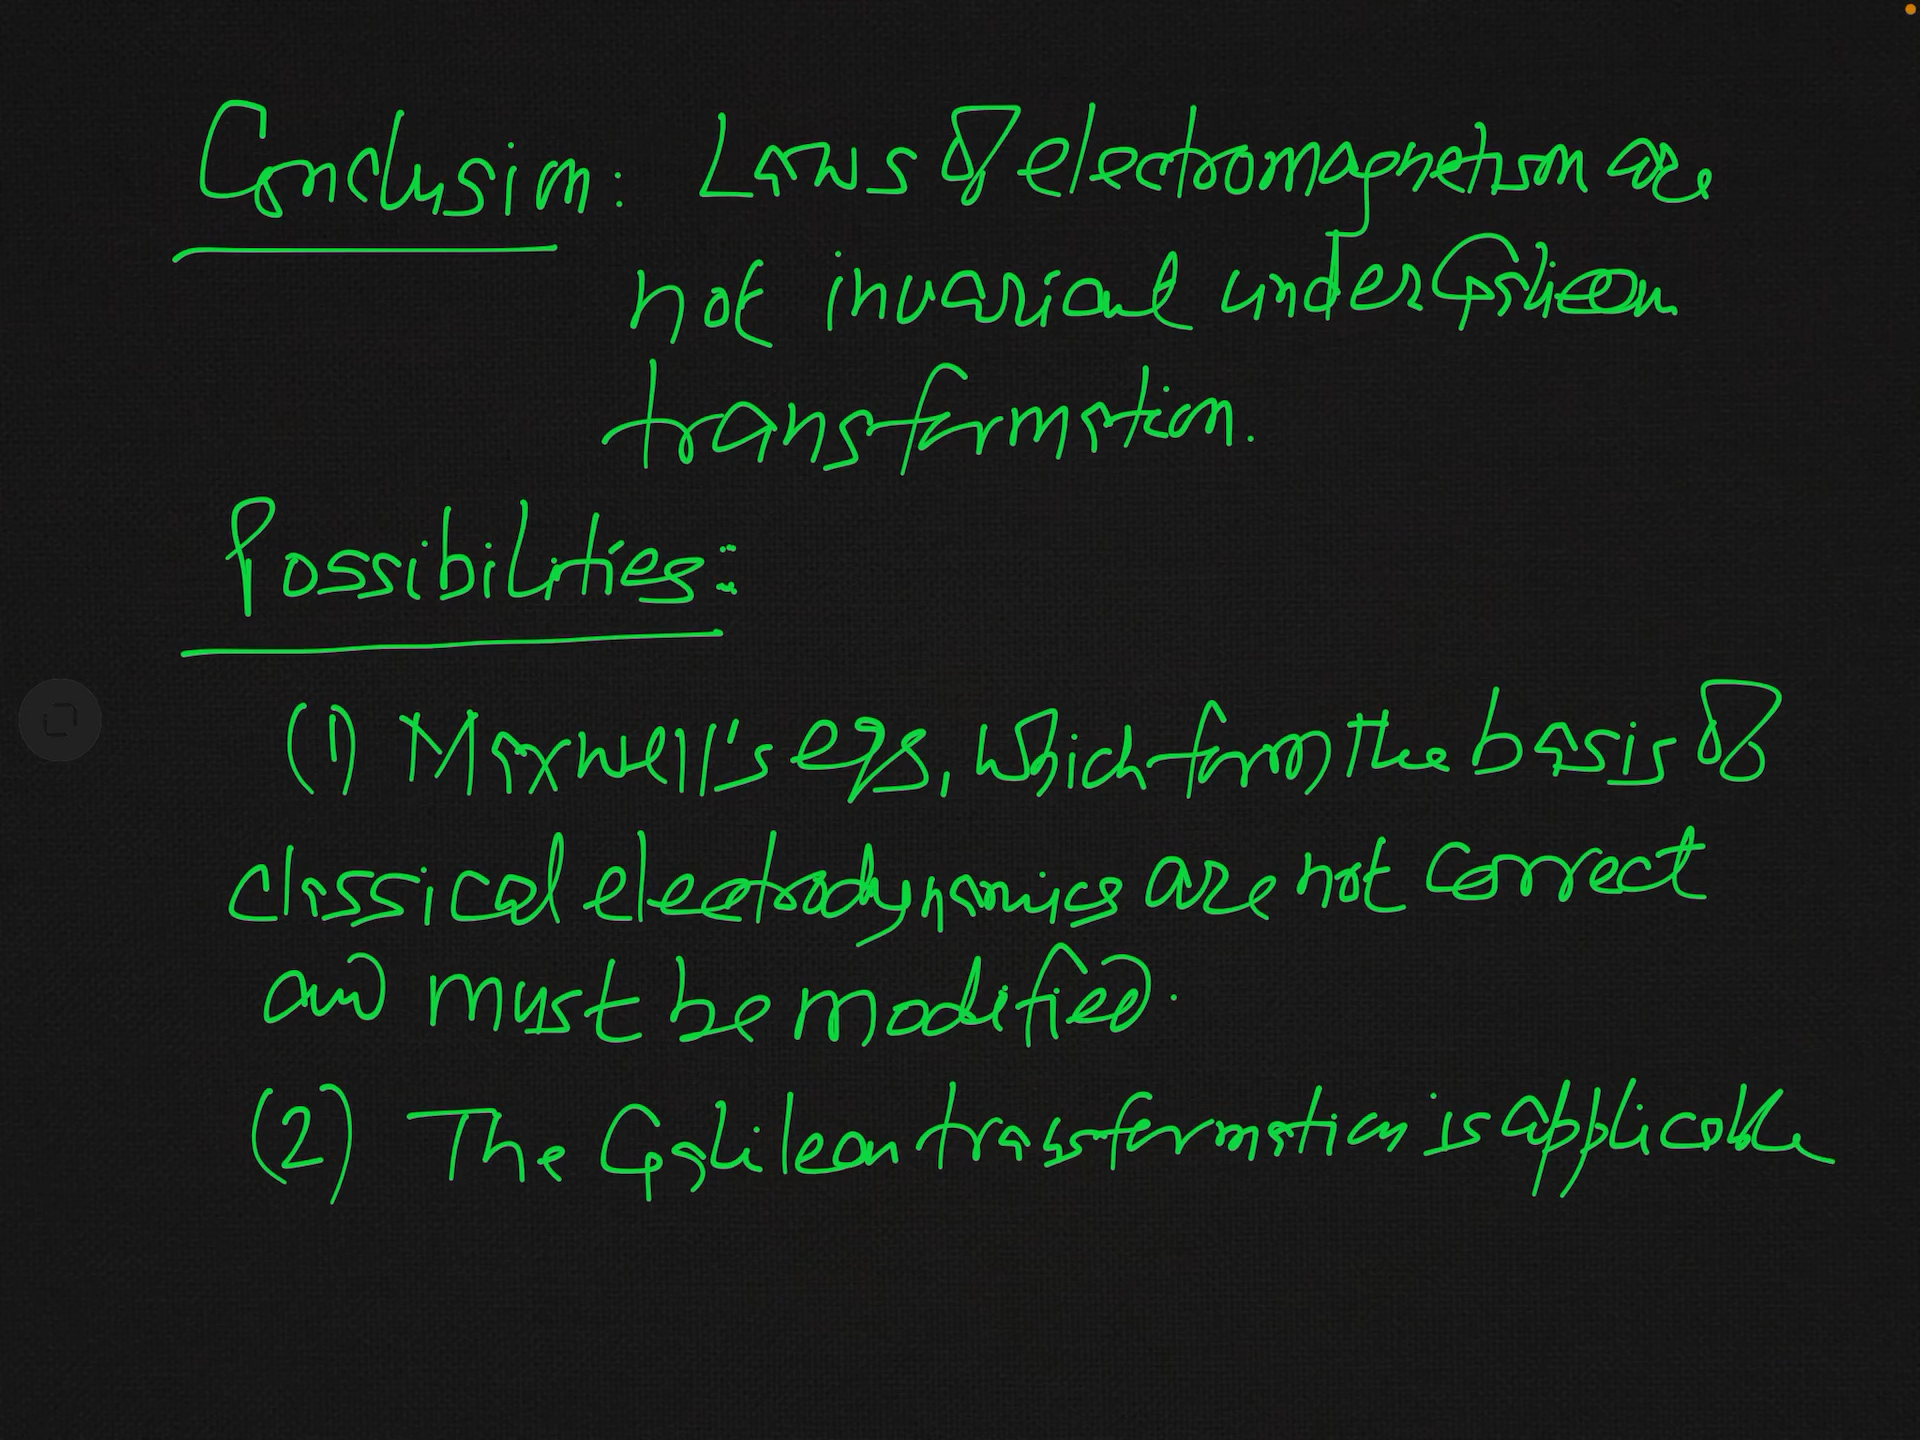 Conclusion: Laws of electromagnetism are
not invariant under Galilean
transformation.
Possibilities:
(1) Maxwell's eqs, which form the basis of
classical electrodynamics are not correct
and must be modified.
(2) The Galilean transformation is applicable